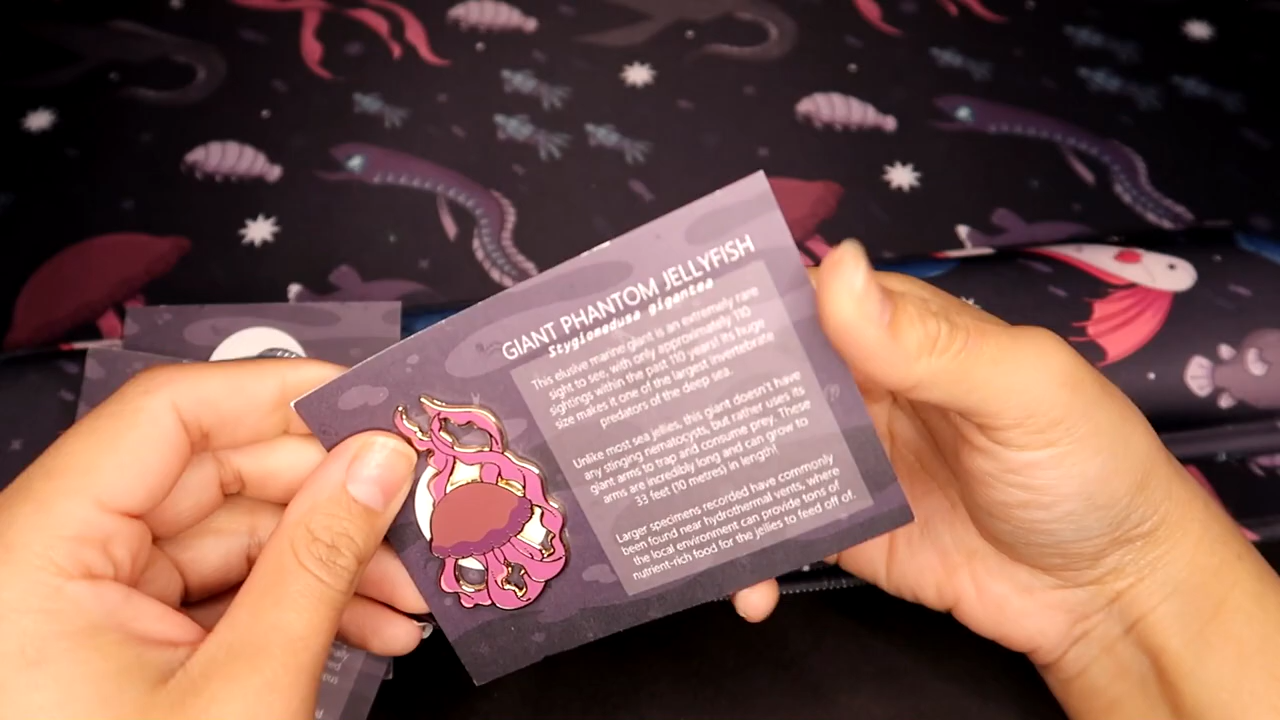 GIANT PHANTOM JELLYFISH
Stygiomedusa gigantea
This elusive marine giant is an extremely rare
sight to see, with only approximately 110
sightings within the past 110 years! Its huge
size makes it one of the largest invertebrate
predators of the deep sea.
Unlike most sea jellies, this giant doesn't have
any stinging nematocysts, but rather uses its
giant arms to trap and consume prey. These
arms are incredibly long and can grow to
33 feet (10 metres) in length!
Larger specimens recorded have commonly
been found near hydrothermal vents, where
the local environment can provide tons of
nutrient-rich food for the jellies to feed off of.